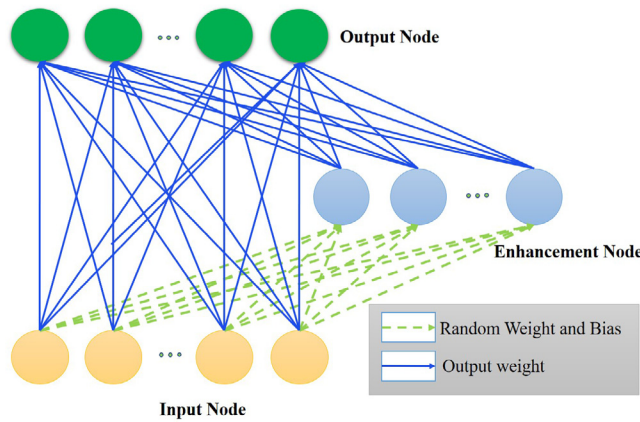 Output Node
Enhancement Node
Random Weight and Bias
Output weight
Input Node